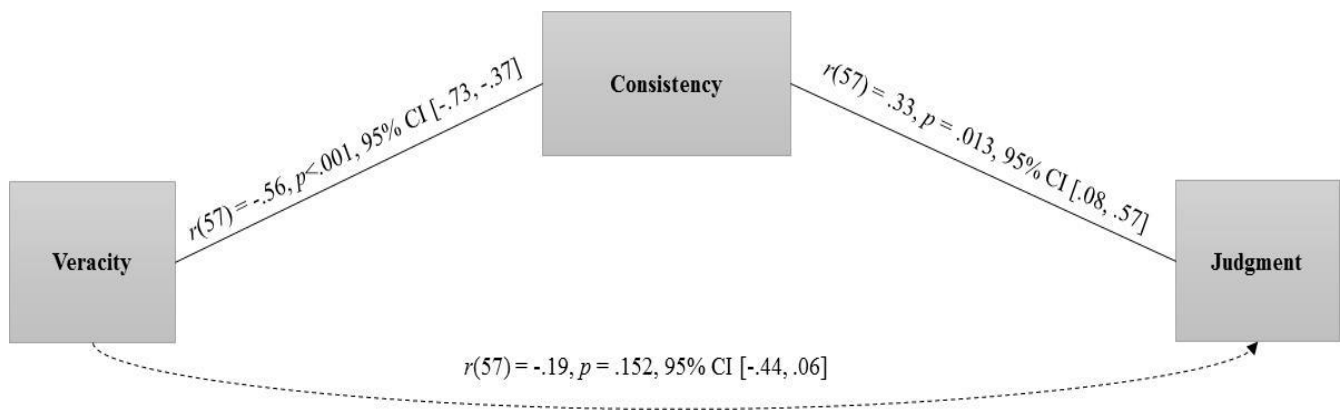 Consistency
r(57) = -.56, p<.001, 95% CI [-.73, -.37]
r(57) = .33, p = .013, 95% CI [.08, .57]
Veracity
Judgment
r(57) = -.19, p = .152, 95% CI [-.44, .06]